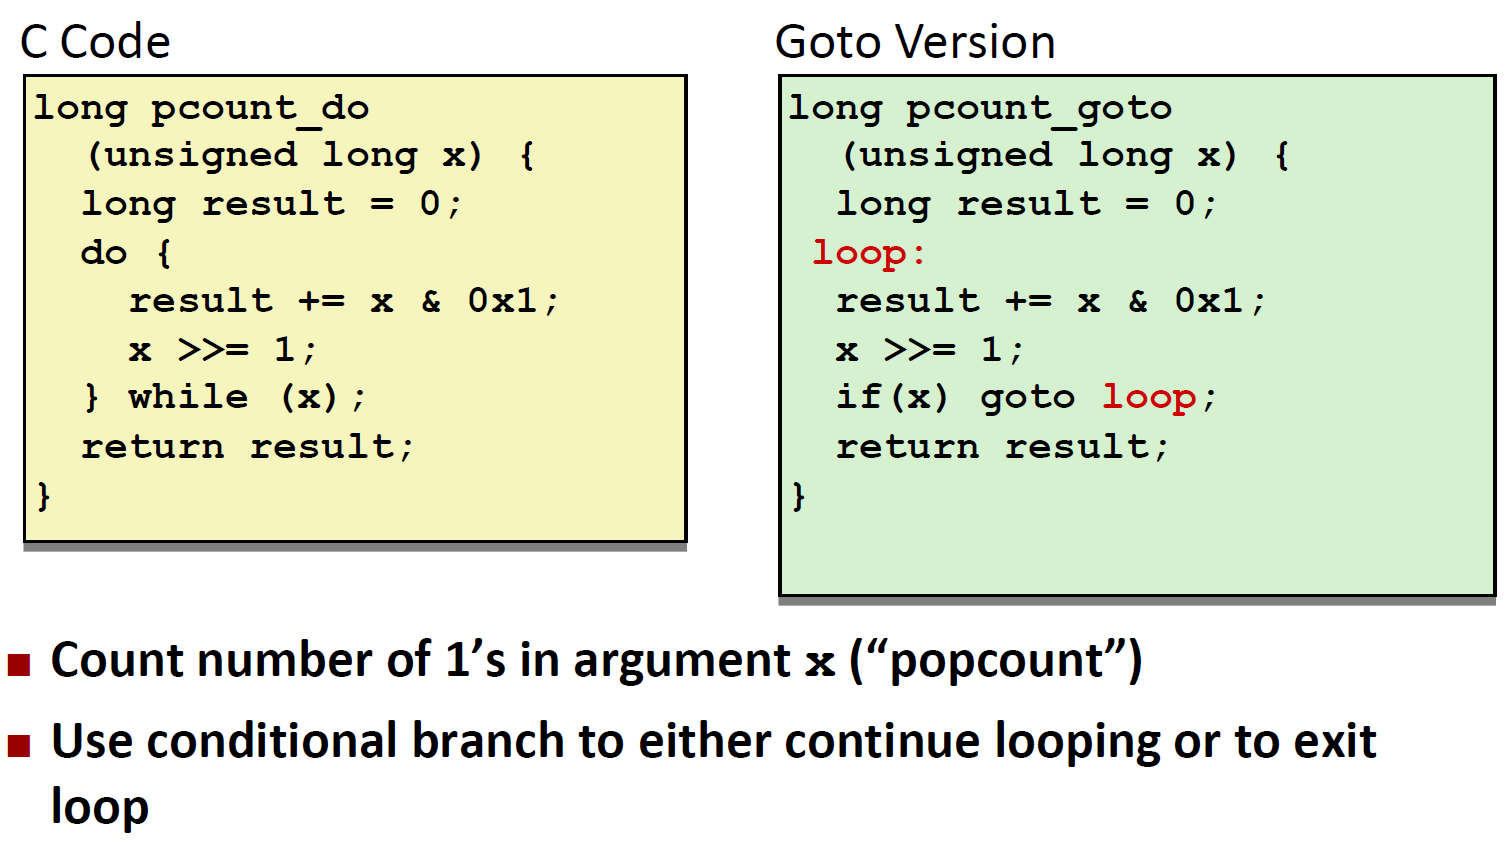 C Code
long pcount_do
(unsigned long x) {
long result = 0;
do {
result += x & 0x1;
x >>= 1;
} while (x);
return result;
}
Goto Version
long pcount_goto
(unsigned long x) {
long result = 0;
loop:
result += x & 0x1;
x >>= 1;
if(x) goto loop;
return result;
}
Count number of 1’s in argument x (“popcount”)
Use conditional branch to either continue looping or to exit
loop